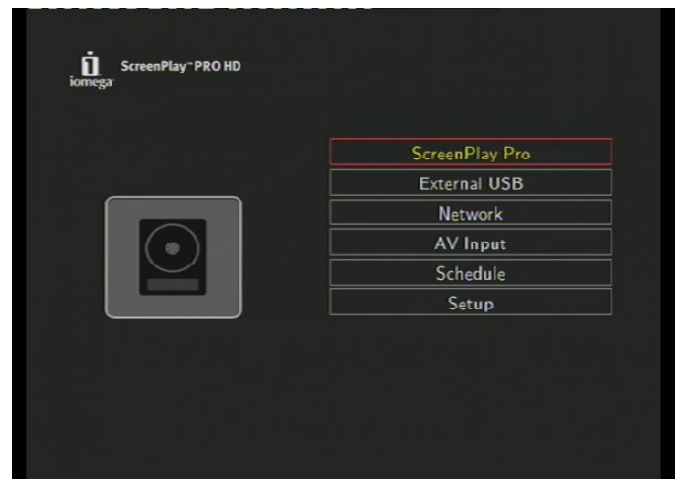 iomega
ScreenPlay™ PRO HD
ScreenPlay Pro
External USB
Network
AV Input
Schedule
Setup